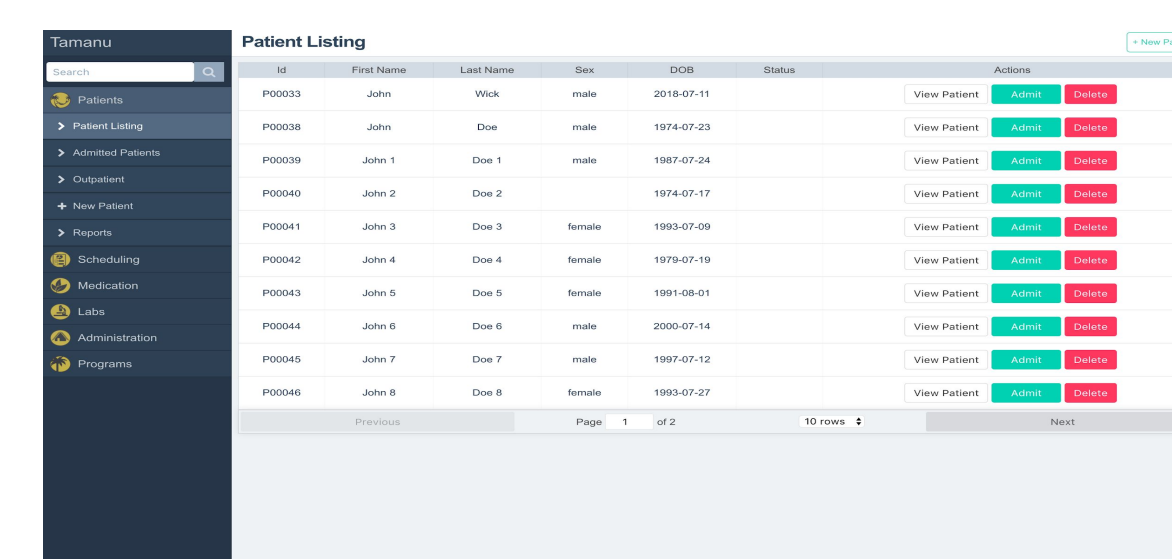 Tamanu
Patient Listing
+ New Pa
Search
Patients
Patient Listing
Admitted Patients
Outpatient
New Patient
Reports
Scheduling
Medication
Labs
Administration
Programs
Id First Name Last Name Sex DOB Status Actions
P00033 John Wick male 2018-07-11 View Patient Admit Delete
P00038 John Doe male 1974-07-23 View Patient Admit Delete
P00039 John 1 Doe 1 male 1987-07-24 View Patient Admit Delete
P00040 John 2 Doe 2 1974-07-17 View Patient Admit Delete
P00041 John 3 Doe 3 female 1993-07-09 View Patient Admit Delete
P00042 John 4 Doe 4 female 1979-07-19 View Patient Admit Delete
P00043 John 5 Doe 5 female 1991-08-01 View Patient Admit Delete
P00044 John 6 Doe 6 male 2000-07-14 View Patient Admit Delete
P00045 John 7 Doe 7 male 1997-07-12 View Patient Admit Delete
P00046 John 8 Doe 8 female 1993-07-27 View Patient Admit Delete
Previous Page 1 of 2 10 rows Next